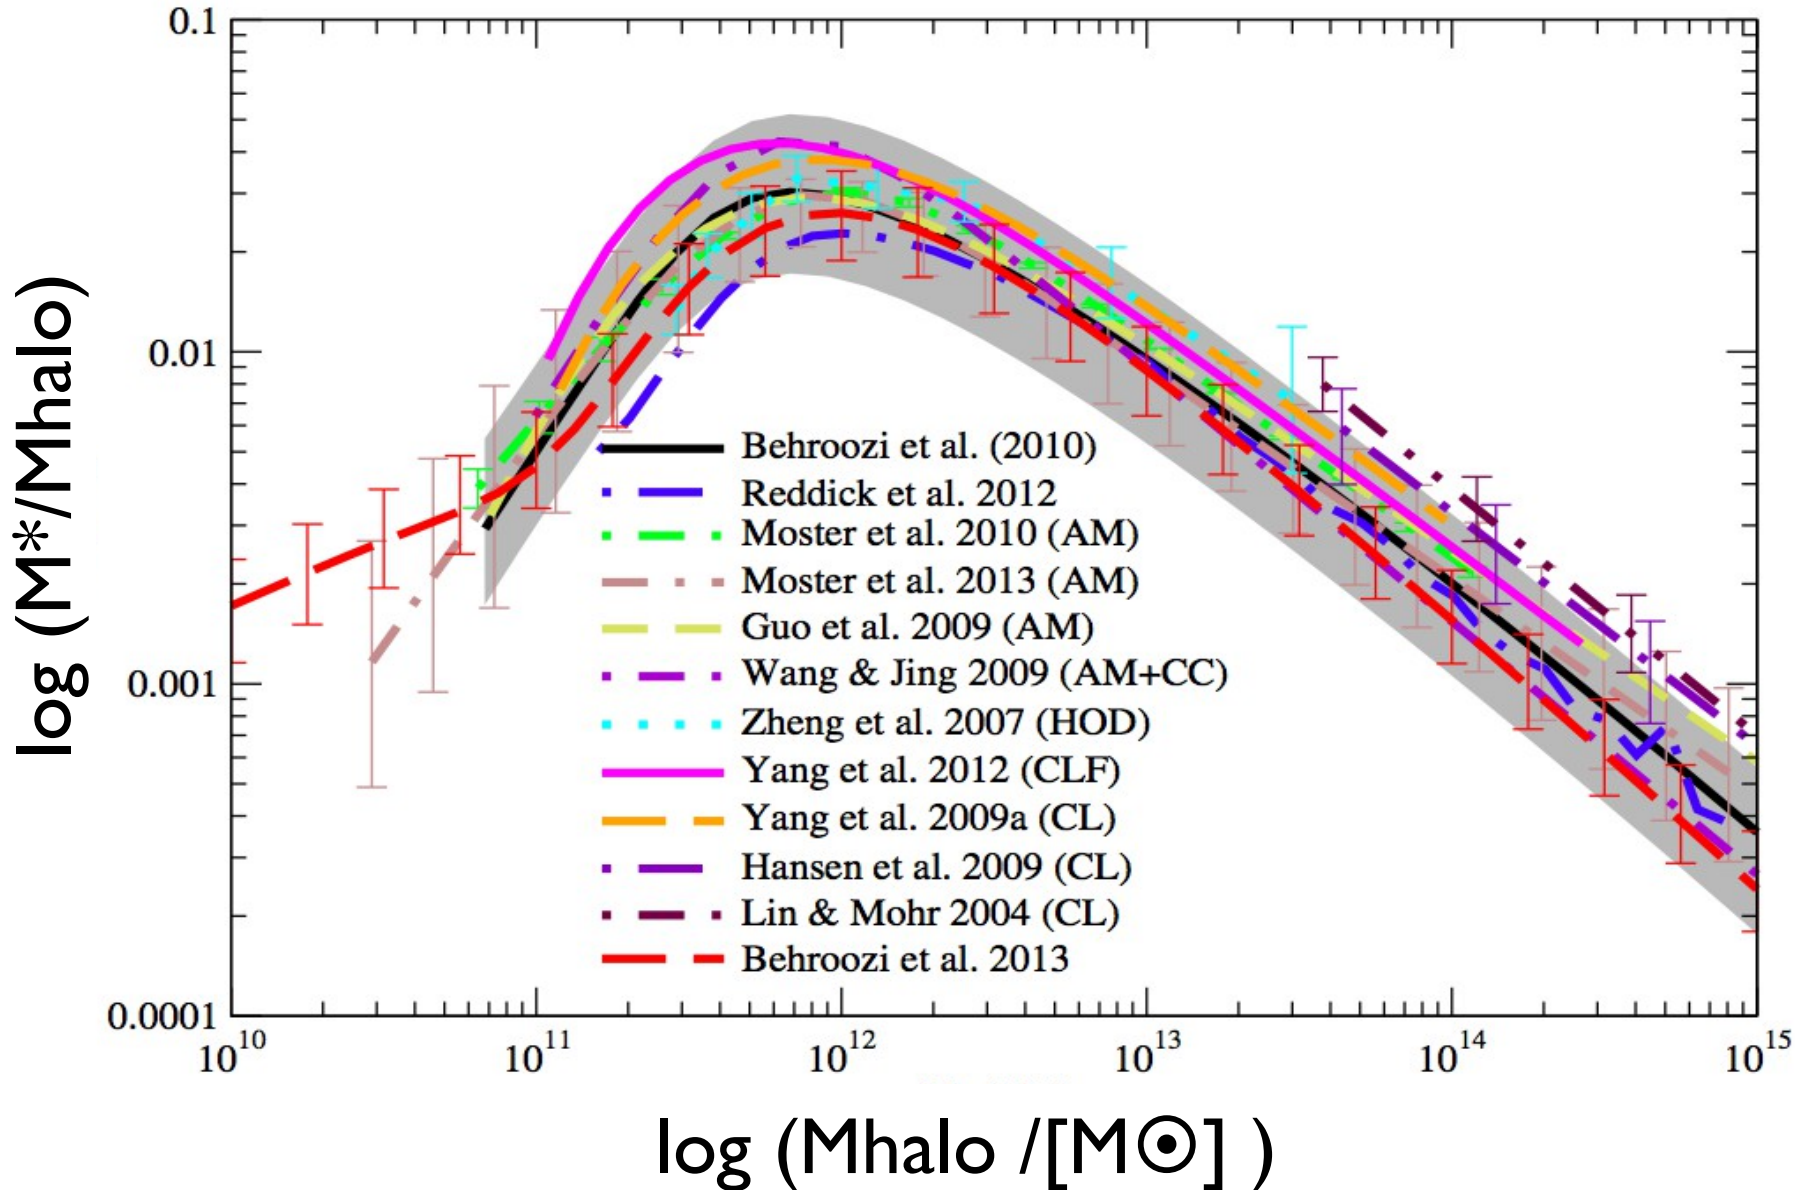 log (M*/Mhalo)
0.1
0.01
0.001
0.0001
Behroozi et al. (2010)
Reddick et al. 2012
Moster et al. 2010 (AM)
Moster et al. 2013 (AM)
Guo et al. 2009 (AM)
Wang & Jing 2009 (AM+CC)
Zheng et al. 2007 (HOD)
Yang et al. 2012 (CLF)
Yang et al. 2009a (CL)
Hansen et al. 2009 (CL)
Lin & Mohr 2004 (CL)
Behroozi et al. 2013
10^10 10^11 10^12 10^13 10^14 10^15
log (Mhalo /[M☉] )